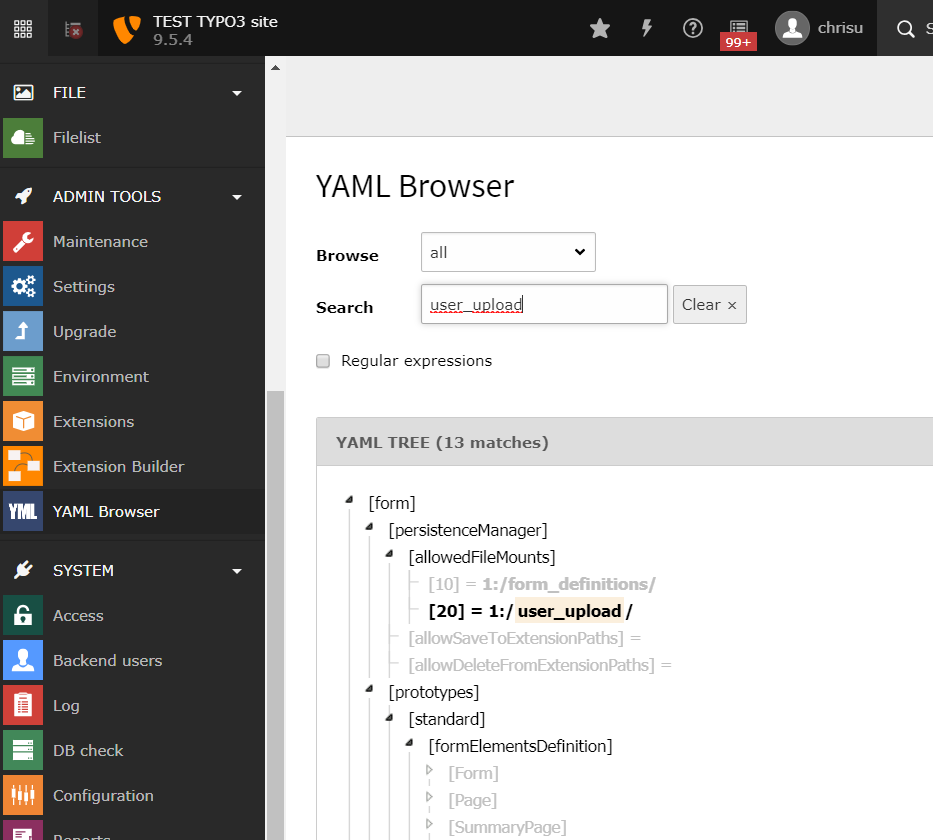 TEST TYPO3 site
9.5.4
99+
chrisu
S
FILE
Filelist
ADMIN TOOLS
Maintenance
Settings
Upgrade
Environment
Extensions
Extension Builder
YML
YAML Browser
SYSTEM
Access
Backend users
Log
DB check
Configuration
Reports
YAML Browser
Browse
all
Search
user_upload
Clear ×
Regular expressions
YAML TREE (13 matches)
[form]
[persistenceManager]
[allowedFileMounts]
[10] = 1:/form_definitions/
[20] = 1:/user_upload/
[allowSaveToExtensionPaths] =
[allowDeleteFromExtensionPaths] =
[prototypes]
[standard]
[formElementsDefinition]
[Form]
[Page]
[SummaryPage]